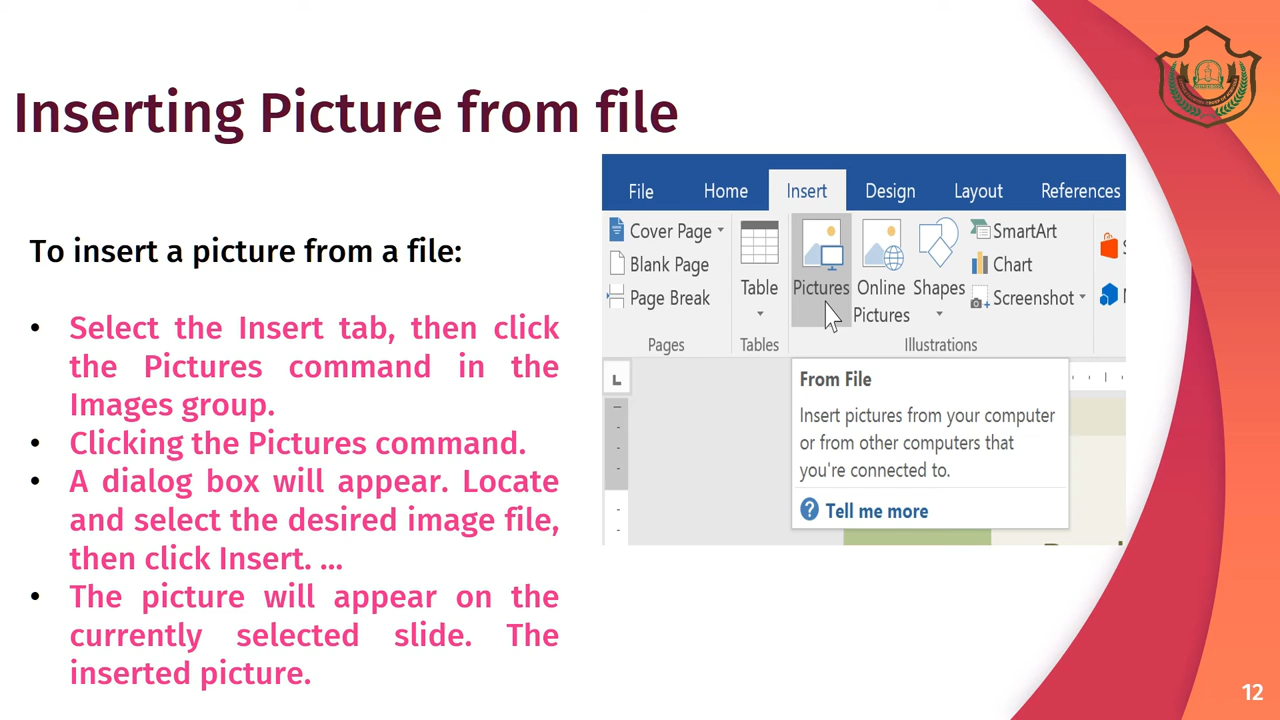 Inserting Picture from file
To insert a picture from a file:
• Select the Insert tab, then click
the Pictures command in the
Images group.
• Clicking the Pictures command.
• A dialog box will appear. Locate
and select the desired image file,
then click Insert. ...
• The picture will appear on the
currently selected slide. The
inserted picture.
File Home Insert Design Layout References
Cover Page
Blank Page
Page Break
Pages
Table
Tables
Pictures
Online
Pictures
Shapes
SmartArt
Chart
Screenshot
Illustrations
From File
Insert pictures from your computer
or from other computers that
you're connected to.
Tell me more
12